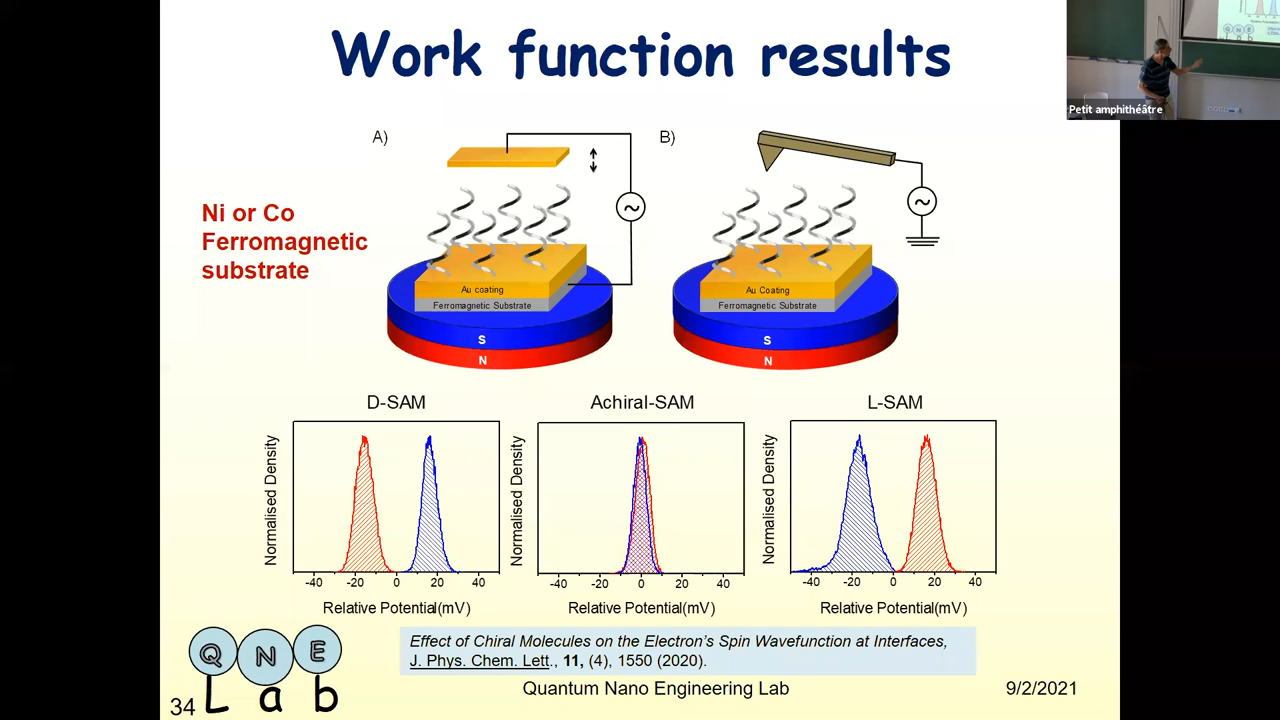 Work function results
Petit amphithéâtre
A)
B)
Ni or Co
Ferromagnetic
substrate
~
~
Au coating
Ferromagnetic Substrate
S
N
Au Coating
Ferromagnetic Substrate
S
N
D-SAM
Achiral-SAM
L-SAM
Normalised Density
Normalised Density
Normalised Density
-40 -20 0 20 40
-40 -20 0 20 40
-40 -20 0 20 40
Relative Potential(mV)
Relative Potential(mV)
Relative Potential(mV)
Effect of Chiral Molecules on the Electron's Spin Wavefunction at Interfaces,
J. Phys. Chem. Lett., 11, (4), 1550 (2020).
QNE
Lab
34
Quantum Nano Engineering Lab
9/2/2021